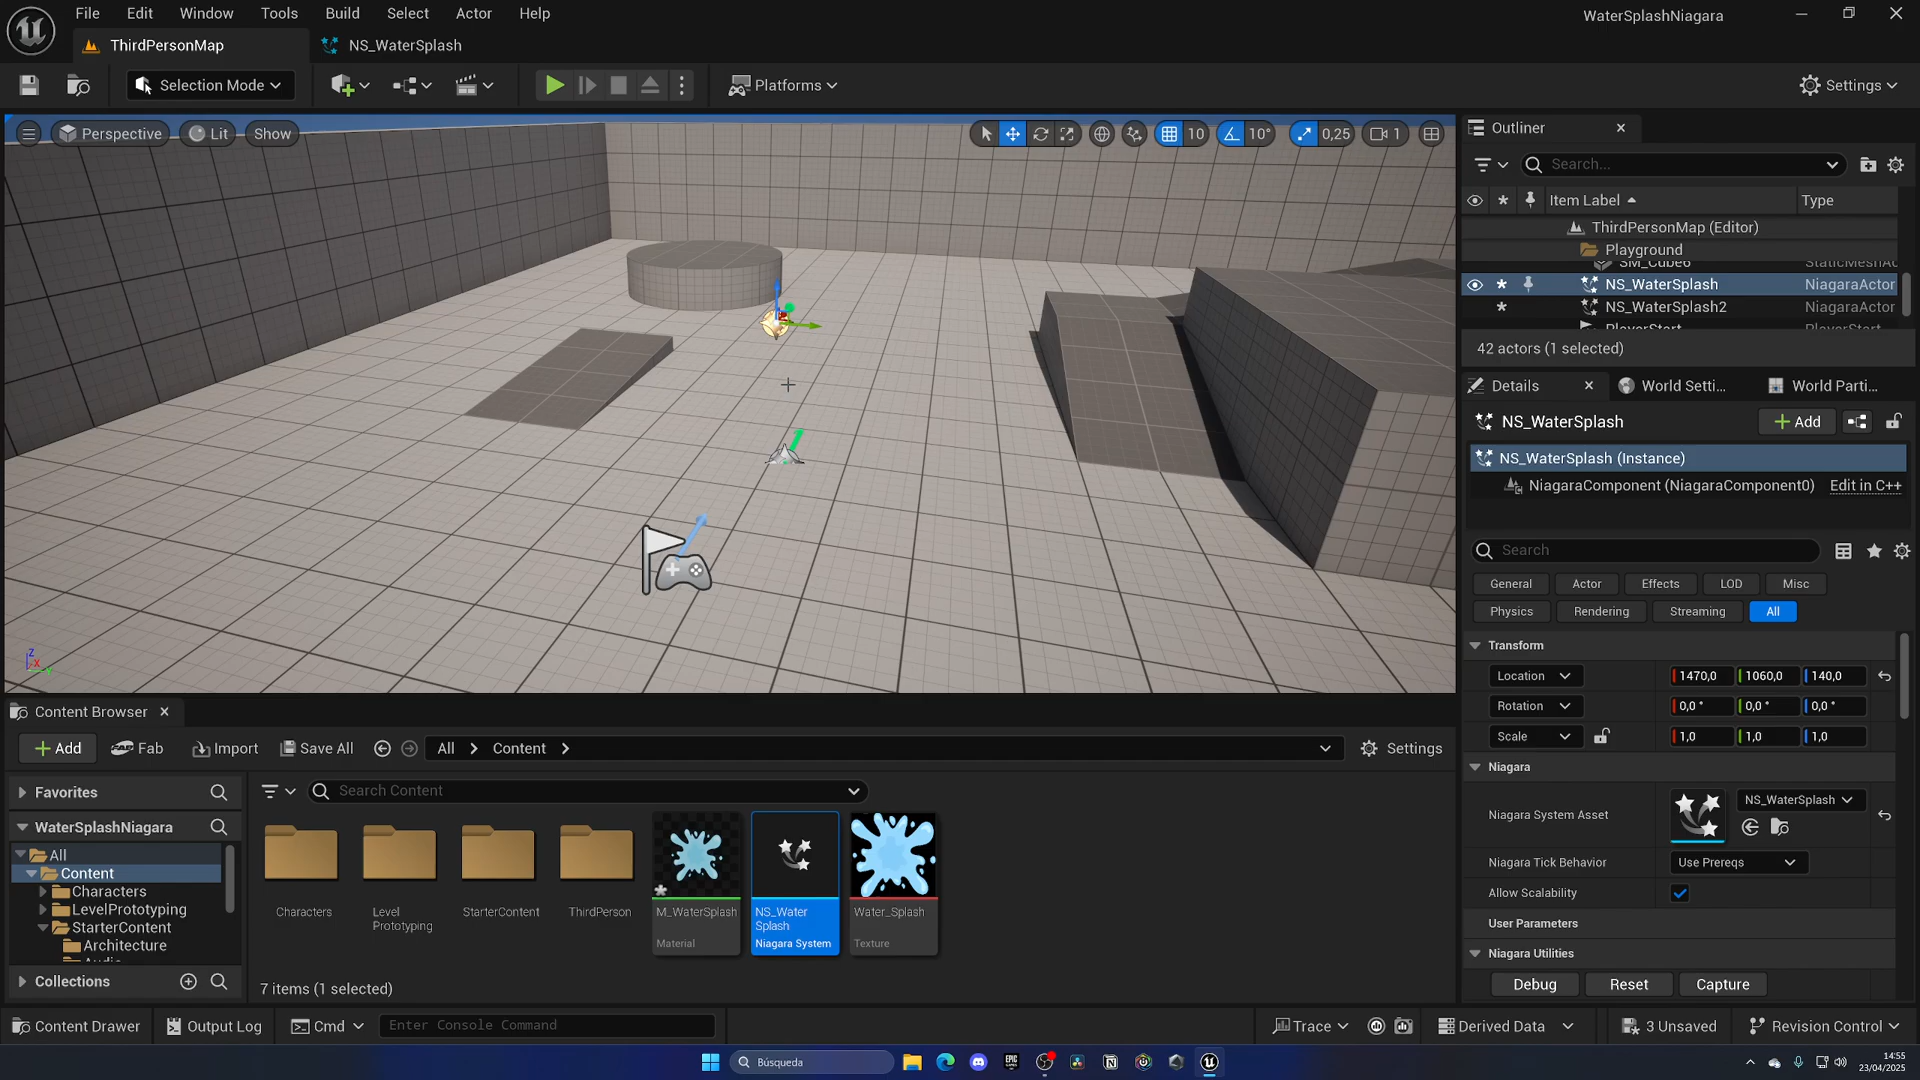 File Edit Window Tools Build Select Actor Help
WaterSplashNiagara
ThirdPersonMap
NS_WaterSplash
Selection Mode
Platforms
Settings
Perspective
Lit
Show
10
10°
0,25
1
Outliner
Search...
Item Label
Type
ThirdPersonMap (Editor)
Playground
SM_Cube6 StaticMeshAc
NS_WaterSplash NiagaraActor
NS_WaterSplash2 NiagaraActor
PlayerStart PlayerStart
42 actors (1 selected)
Details
World Setti...
World Parti...
NS_WaterSplash
Add
NS_WaterSplash (Instance)
NiagaraComponent (NiagaraComponent0) Edit in C++
Search
General Actor Effects LOD Misc
Physics Rendering Streaming All
Transform
Location 1470,0 1060,0 140,0
Rotation 0,0 ° 0,0 ° 0,0 °
Scale 1,0 1,0 1,0
Niagara
Niagara System Asset
NS_WaterSplash
Niagara Tick Behavior Use Prereqs
Allow Scalability
User Parameters
Niagara Utilities
Debug Reset Capture
Z
X
Y
Content Browser
Add Fab Import Save All
All Content
Settings
Favorites
WaterSplashNiagara
All
Content
Characters
LevelPrototyping
StarterContent
Architecture
Audio
Collections
Search Content
Characters
Level
Prototyping
StarterContent
ThirdPerson
M_WaterSplash
Material
NS_Water
Splash
Niagara System
Water_Splash
Texture
7 items (1 selected)
Content Drawer
Output Log
Cmd
Enter Console Command
Trace
Derived Data
3 Unsaved
Revision Control
Búsqueda
EPIC
14:55
23/04/2025